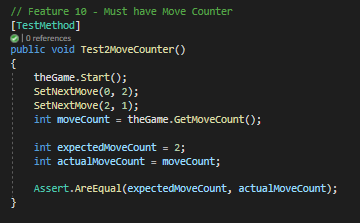 // Feature 10 - Must have Move Counter
[TestMethod]
| 0 references
public void Test2MoveCounter()
{
theGame.Start();
SetNextMove(0, 2);
SetNextMove(2, 1);
int moveCount = theGame.GetMoveCount();
int expectedMoveCount = 2;
int actualMoveCount = moveCount;
Assert.AreEqual(expectedMoveCount, actualMoveCount);
}